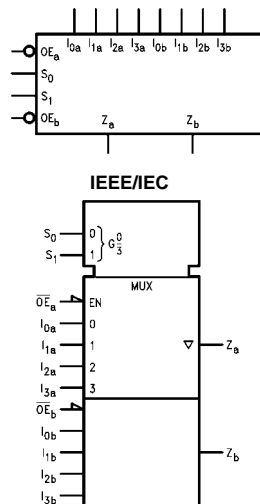 I0a I1a I2a I3a I0b I1b I2b I3b
OEa
S0
S1
OEb
Za Zb
IEEE/IEC
S0 0
S1 1
G 0/3
MUX
OEa EN
I0a 0
I1a 1 ▽ Za
I2a 2
I3a 3
OEb
I0b
I1b Zb
I2b
I3b